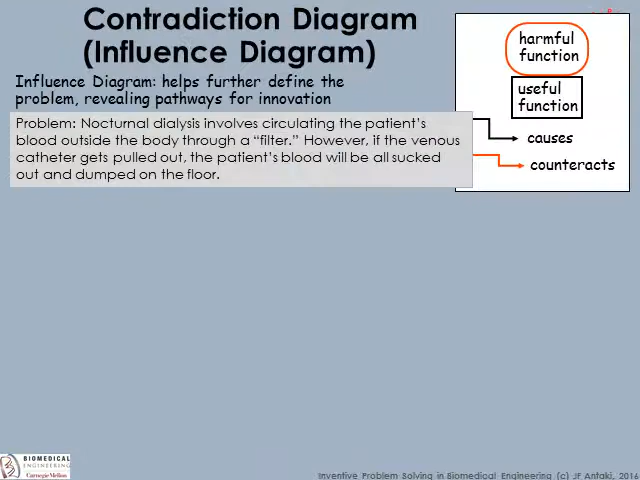 Contradiction Diagram
(Influence Diagram)
Influence Diagram: helps further define the
problem, revealing pathways for innovation
Problem: Nocturnal dialysis involves circulating the patient's
blood outside the body through a “filter.” However, if the venous
catheter gets pulled out, the patient's blood will be all sucked
out and dumped on the floor.
harmful
function
useful
function
causes
counteracts
BIOMEDICAL
ENGINEERING
Carnegie Mellon
Inventive Problem Solving in Biomedical Engineering (c) JF Antaki, 2016